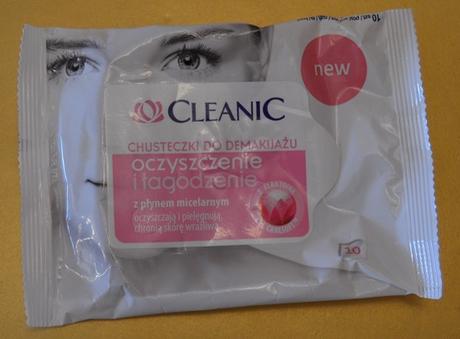 new
CLEANIC
CHUSTECZKI DO DEMAKIJAŻU
oczyszczenie
i łagodzenie
z płynem micelarnym
oczyszczają i pielęgnują,
chronią skórę wrażliwą
10